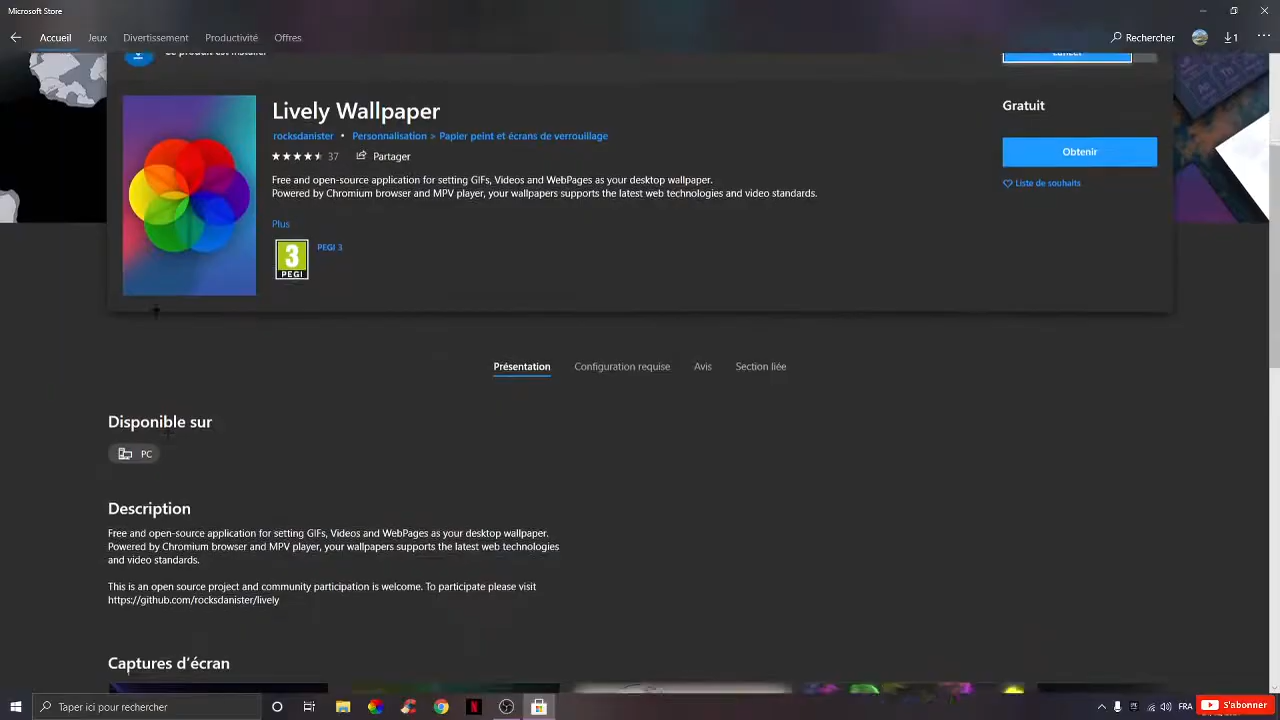 Microsoft Store
Accueil Jeux Divertissement Productivité Offres Rechercher 1
Lively Wallpaper
rocksdanister • Personnalisation > Papier peint et écrans de verrouillage
37 Partager
Free and open-source application for setting GIFs, Videos and WebPages as your desktop wallpaper.
Powered by Chromium browser and MPV player, your wallpapers supports the latest web technologies and video standards.
Plus
3
PEGI
PEGI 3
Gratuit
Obtenir
Liste de souhaits
Présentation Configuration requise Avis Section liée
Disponible sur
PC
Description
Free and open-source application for setting GIFs, Videos and WebPages as your desktop wallpaper.
Powered by Chromium browser and MPV player, your wallpapers supports the latest web technologies
and video standards.
This is an open source project and community participation is welcome. To participate please visit
https://github.com/rocksdanister/lively
Captures d'écran
Taper ici pour rechercher
FRA
S'abonner